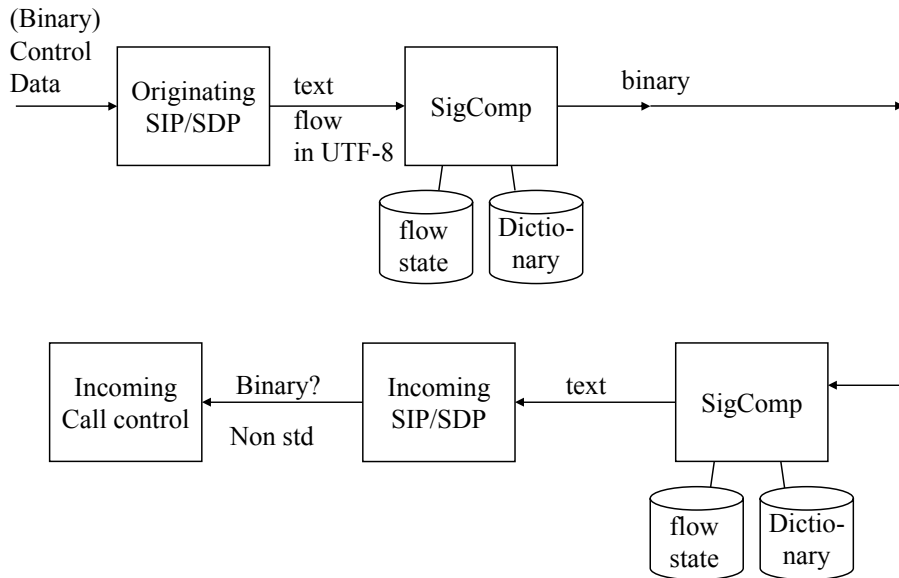 (Binary)
Control
Data
Originating
SIP/SDP
text
flow
in UTF-8
SigComp
binary
flow
state
Dictio-
nary
Incoming
Call control
Binary?
Non std
Incoming
SIP/SDP
text
SigComp
flow
state
Dictio-
nary